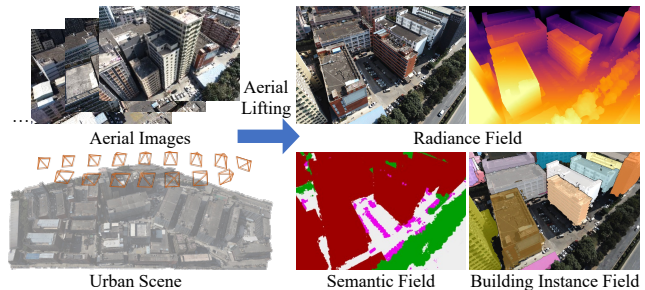 ....
Aerial Images
Aerial
Lifting
Radiance Field
Urban Scene
Semantic Field
Building Instance Field